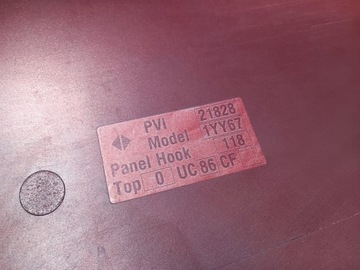 PVI 21828
Model 1YY67
Panel Hook 118
Top 0 UC 86 CF